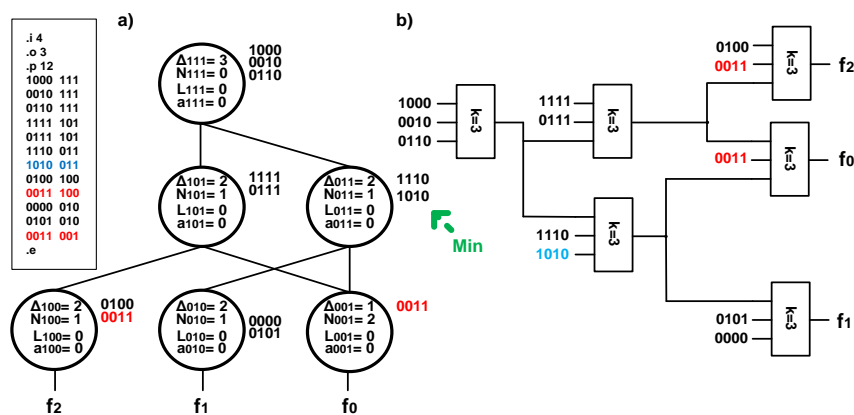 .i 4
.o 3
.p 12
1000 111
0010 111
0110 111
1111 101
0111 101
1110 011
1010 011
0100 100
0011 100
0000 010
0101 010
0011 001
.e
a)
Δ111= 3
N111= 0
L111= 0
a111= 0
1000
0010
0110
Δ101= 2
N101= 1
L101= 0
a101= 0
1111
0111
Δ011= 2
N011= 1
L011= 0
a011= 0
1110
1010
Min
Δ100= 2
N100= 1
L100= 0
a100= 0
0100
0011
Δ010= 2
N010= 1
L010= 0
a010= 0
0000
0101
Δ001= 1
N001= 2
L001= 0
a001= 0
0011
f2
f1
f0
b)
1000
0010
0110
k=3
1111
0111
k=3
1110
1010
k=3
0100
0011
k=3
f2
0011
k=3
f0
0101
0000
k=3
f1